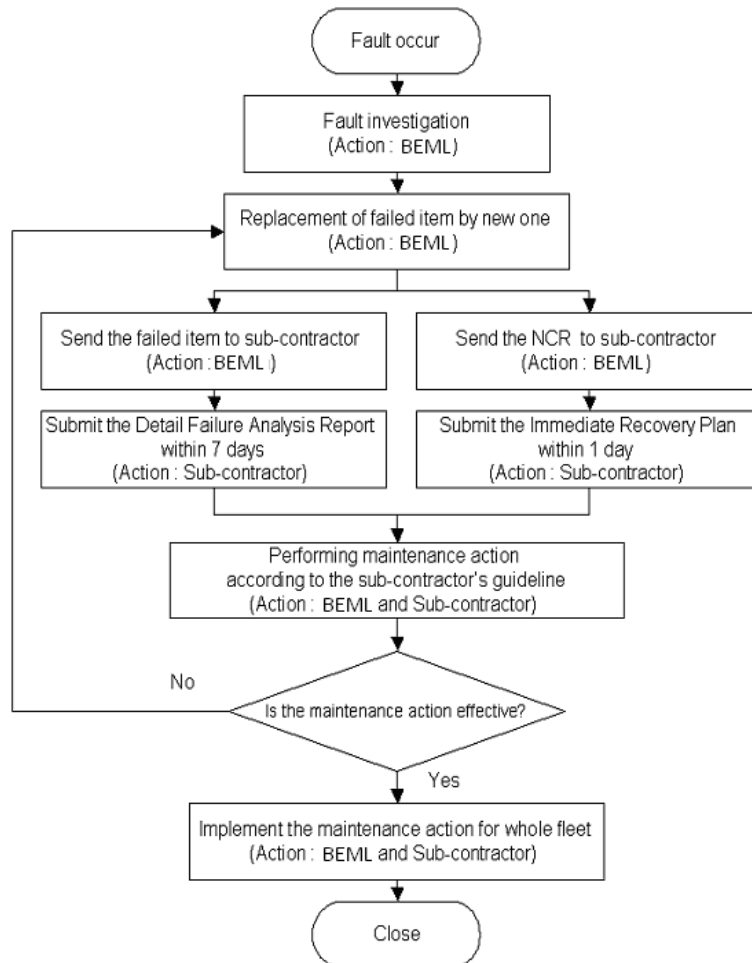 Fault occur
Fault investigation
(Action : BEML)
Replacement of failed item by new one
(Action : BEML)
Send the failed item to sub-contractor
(Action :BEML )
Send the NCR to sub-contractor
(Action : BEML)
Submit the Detail Failure Analysis Report
within 7 days
(Action : Sub-contractor)
Submit the Immediate Recovery Plan
within 1 day
(Action : Sub-contractor)
Performing maintenance action
according to the sub-contractor's guideline
(Action : BEML and Sub-contractor)
No
Is the maintenance action effective?
Yes
Implement the maintenance action for whole fleet
(Action : BEML and Sub-contractor)
Close